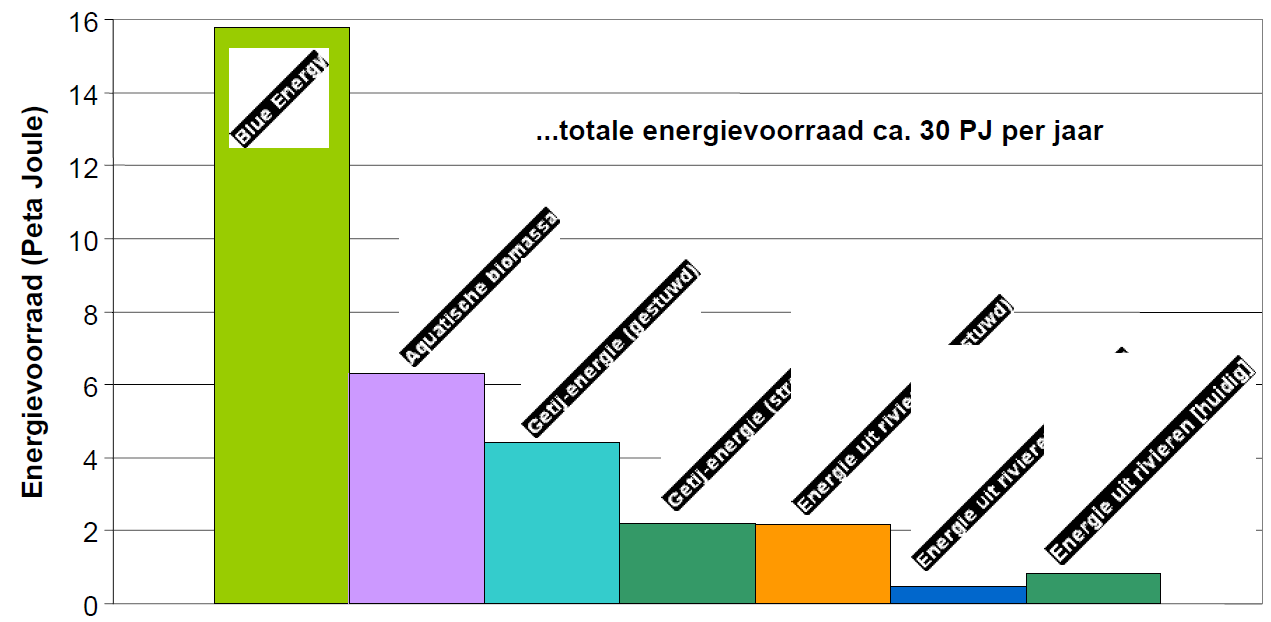 Energievoorraad (Peta Joule)
16
14
12
10
8
6
4
2
0
...totale energievoorraad ca. 30 PJ per jaar
Blue Energy
Aquatische biomassa
Getij-energie (gestuwd)
Getij-energie
Energie uit
stuwd)
Energie uit
Energie uit rivieren [huidig]